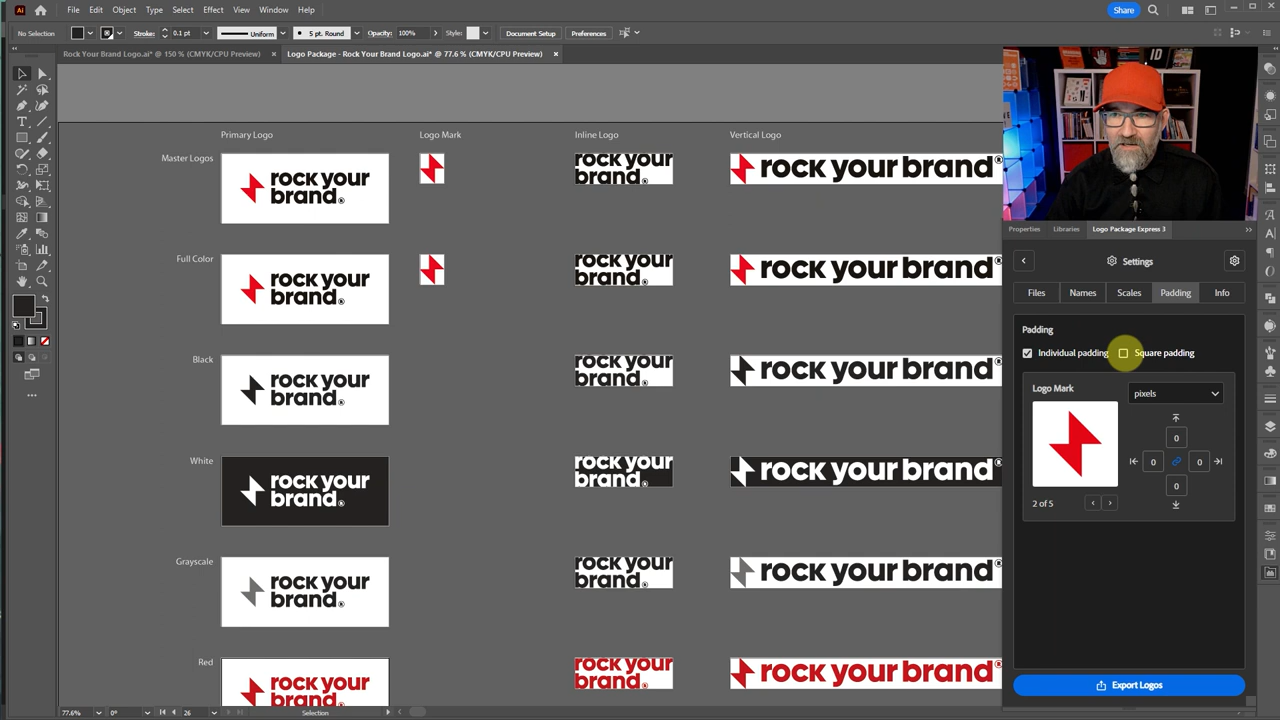 Ai File Edit Object Type Select Effect View Window Help Share
No Selection Stroke: 0.1 pt Uniform 5 pt. Round Opacity: 100% Style: Document Setup Preferences
Rock Your Brand Logo.ai* @ 150 % (CMYK/CPU Preview) × Logo Package - Rock Your Brand Logo.ai* @ 77.6 % (CMYK/CPU Preview) ×
Primary Logo Logo Mark Inline Logo Vertical Logo
Master Logos
rock your
brand.®
rock your
brand.®
rock your brand®
Full Color
rock your
brand.®
rock your
brand.®
rock your brand®
Black
rock your
brand.®
rock your
brand.®
rock your brand®
White
rock your
brand.®
rock your
brand.®
rock your brand®
Grayscale
rock your
brand.®
rock your
brand.®
rock your brand®
Red
rock your
brand.®
rock your
brand.®
rock your brand®
Properties Libraries Logo Package Express 3
Settings
Files Names Scales Padding Info
Padding
Individual padding Square padding
Logo Mark
pixels
0
0 0
0
2 of 5
Export Logos
77.6% 0° 26 Selection